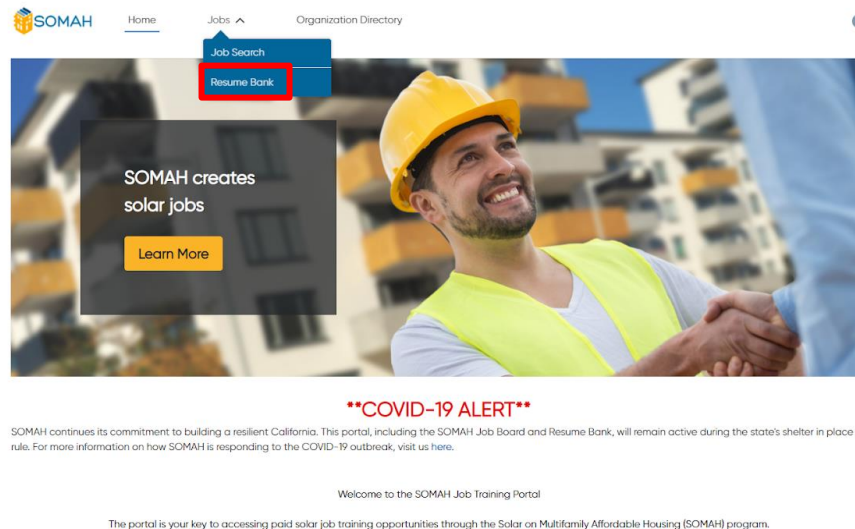 SOMAH Home Jobs Organization Directory
Job Search
Resume Bank
SOMAH creates
solar jobs
Learn More
**COVID-19 ALERT**
SOMAH continues its commitment to building a resilient California. This portal, including the SOMAH Job Board and Resume Bank, will remain active during the state's shelter in place
rule. For more information on how SOMAH is responding to the COVID-19 outbreak, visit us here.
Welcome to the SOMAH Job Training Portal
The portal is your key to accessing paid solar job training opportunities through the Solar on Multifamily Affordable Housing (SOMAH) program.